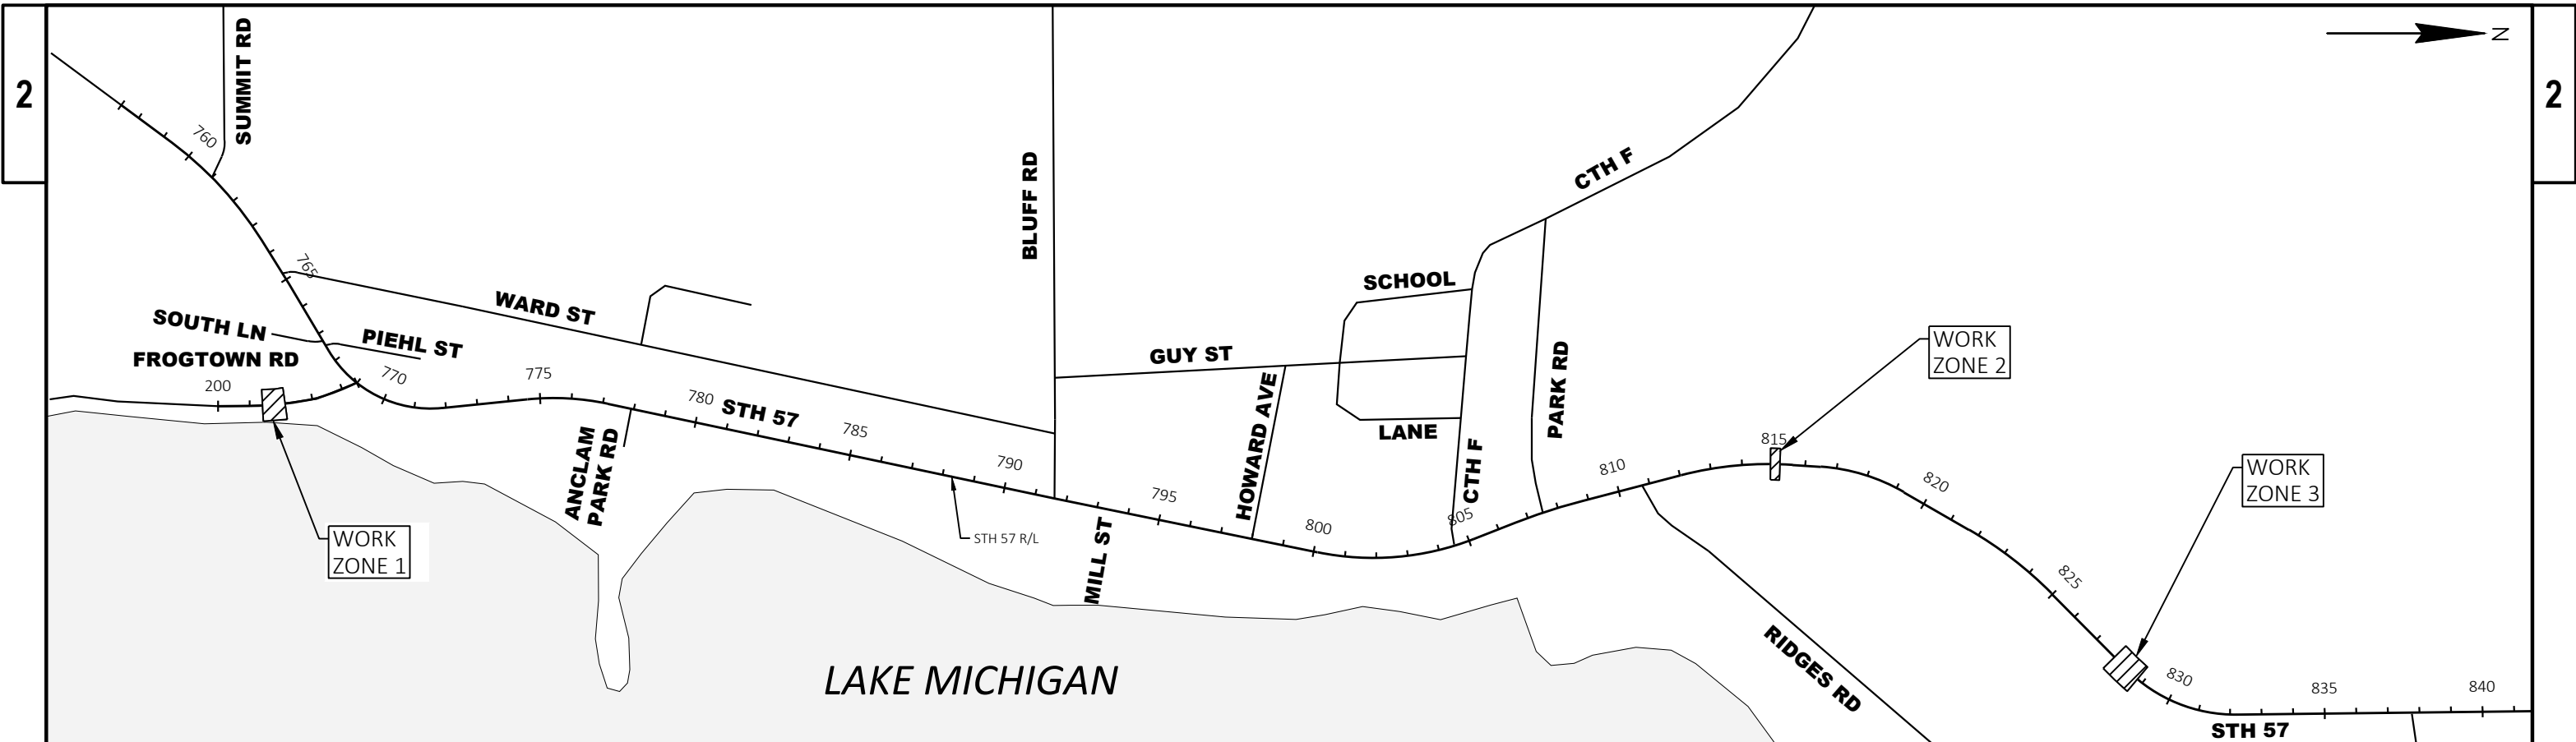 2
SUMMIT RD
N
2
760
BLUFF RD
CTH F
765
SCHOOL
WARD ST
SOUTH LN
PIEHL ST
FROGTOWN RD
200
770
775
780
STH 57
785
790
GUY ST
HOWARD AVE
LANE
CTH F
PARK RD
WORK
ZONE 2
815
810
820
WORK
ZONE 3
ANCLAM
PARK RD
795
800
805
STH 57 R/L
WORK
ZONE 1
MILL ST
825
RIDGES RD
LAKE MICHIGAN
830
835
840
STH 57